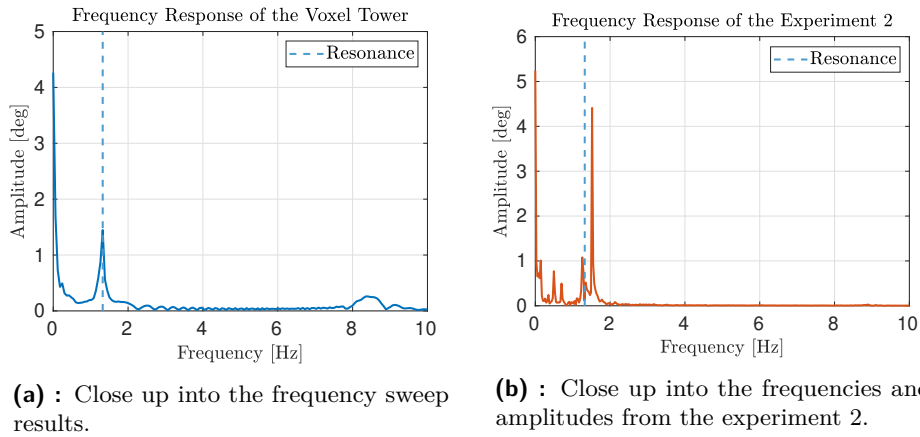 Frequency Response of the Voxel Tower
5
4
3
2
1
0
0 2 4 6 8 10
Amplitude [deg]
Frequency [Hz]
Resonance
(a) : Close up into the frequency sweep
results.
Frequency Response of the Experiment 2
6
5
4
3
2
1
0
0 2 4 6 8 10
Amplitude [deg]
Frequency [Hz]
Resonance
(b) : Close up into the frequencies and
amplitudes from the experiment 2.